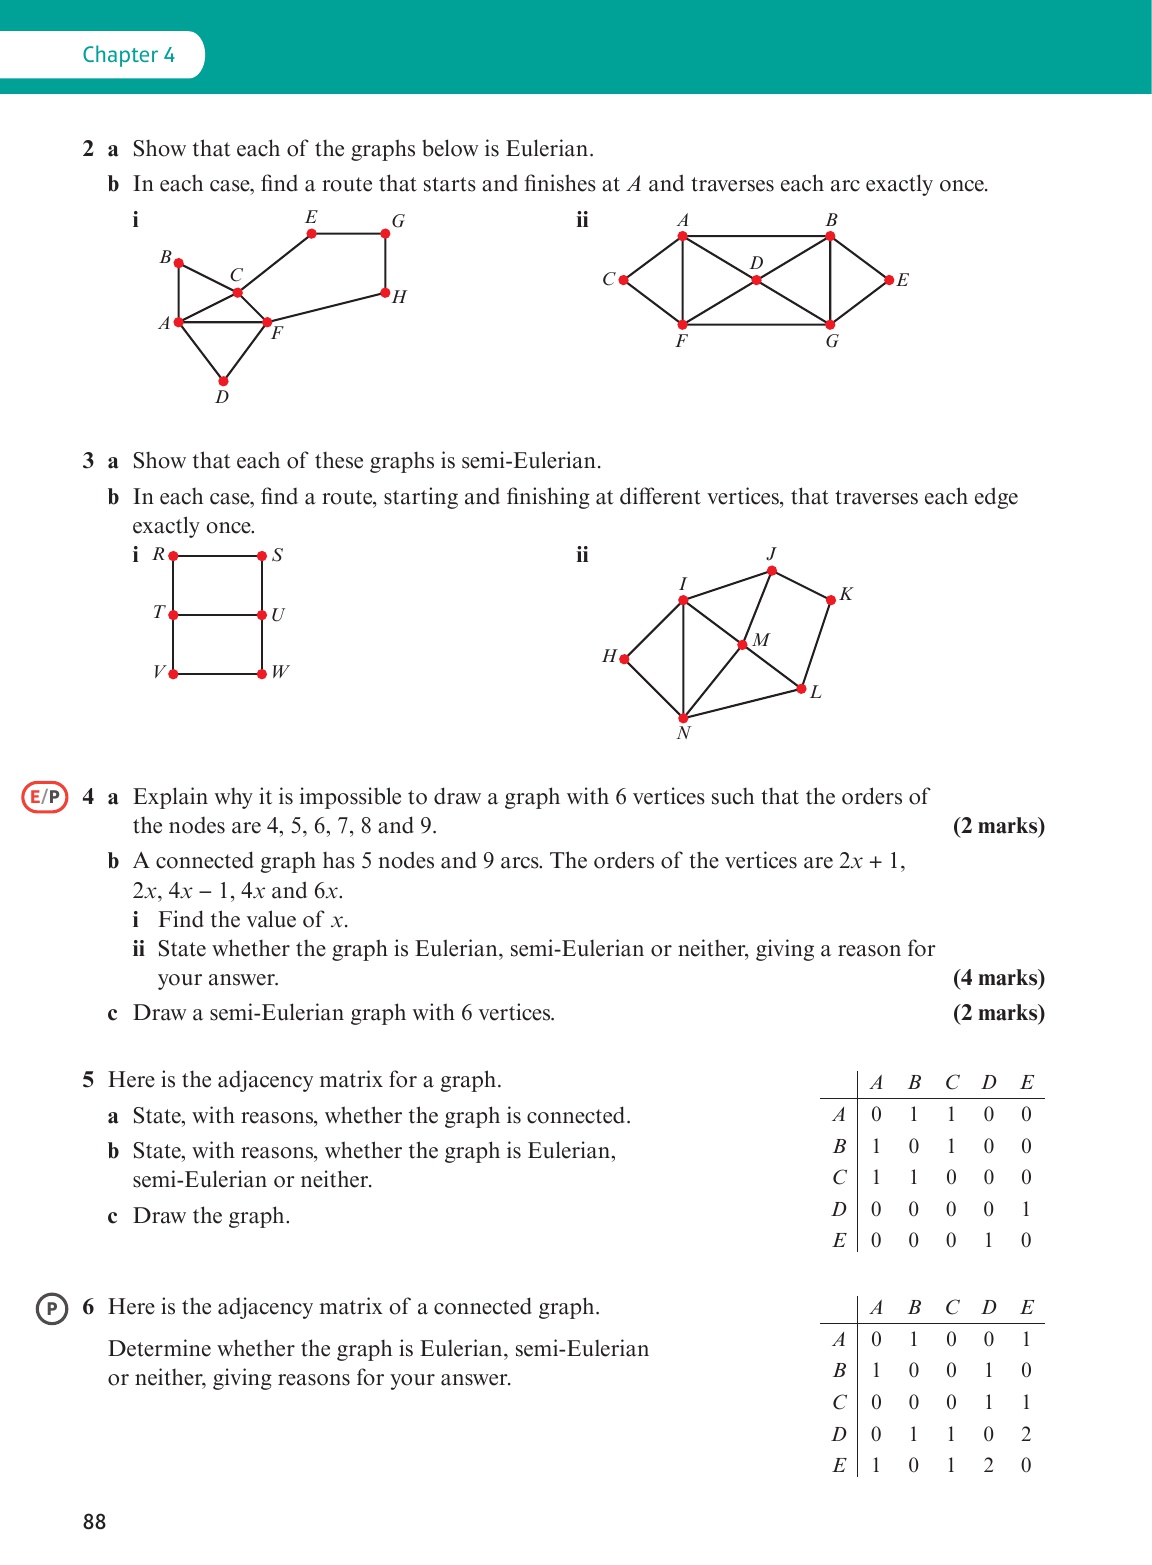 Chapter 4
2 a Show that each of the graphs below is Eulerian.
b In each case, find a route that starts and finishes at A and traverses each arc exactly once.
i
E
G
B
C
H
A
F
D
ii
A
B
D
C
E
F
G
3 a Show that each of these graphs is semi-Eulerian.
b In each case, find a route, starting and finishing at different vertices, that traverses each edge
exactly once.
i R S
T U
V W
ii
J
I
K
M
H
L
N
E/P 4 a Explain why it is impossible to draw a graph with 6 vertices such that the orders of
the nodes are 4, 5, 6, 7, 8 and 9. (2 marks)
b A connected graph has 5 nodes and 9 arcs. The orders of the vertices are 2x + 1,
2x, 4x − 1, 4x and 6x.
i Find the value of x.
ii State whether the graph is Eulerian, semi-Eulerian or neither, giving a reason for
your answer. (4 marks)
c Draw a semi-Eulerian graph with 6 vertices. (2 marks)
5 Here is the adjacency matrix for a graph.
a State, with reasons, whether the graph is connected.
b State, with reasons, whether the graph is Eulerian,
semi-Eulerian or neither.
c Draw the graph.
A B C D E
A 0 1 1 0 0
B 1 0 1 0 0
C 1 1 0 0 0
D 0 0 0 0 1
E 0 0 0 1 0
P 6 Here is the adjacency matrix of a connected graph.
Determine whether the graph is Eulerian, semi-Eulerian
or neither, giving reasons for your answer.
A B C D E
A 0 1 0 0 1
B 1 0 0 1 0
C 0 0 0 1 1
D 0 1 1 0 2
E 1 0 1 2 0
88